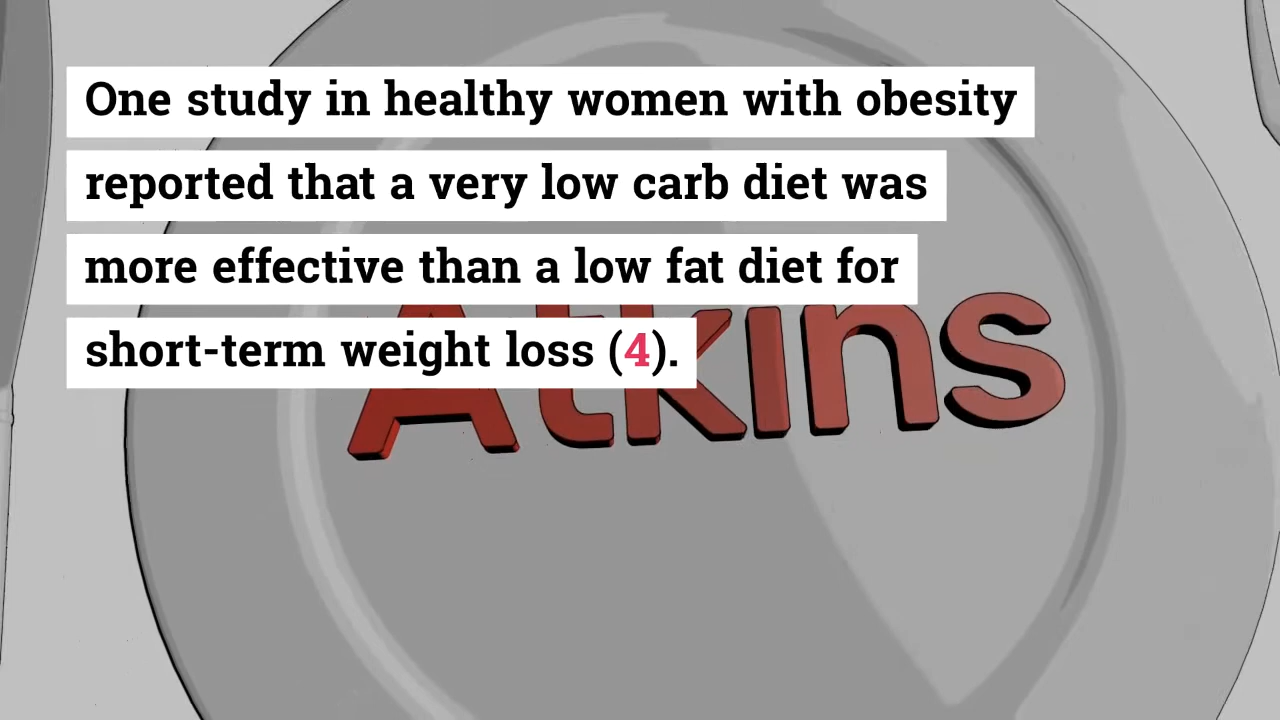 One study in healthy women with obesity
reported that a very low carb diet was
more effective than a low fat diet for
short-term weight loss (4).
Atkins